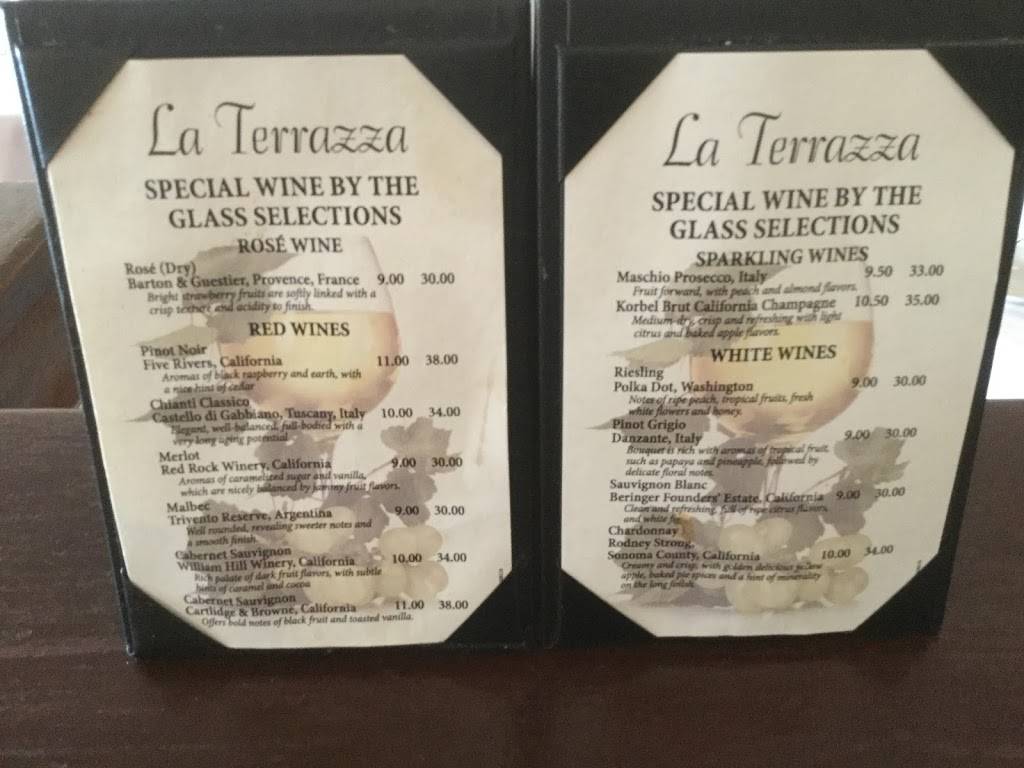 La Terrazza
SPECIAL WINE BY THE
GLASS SELECTIONS
ROSÉ WINE
Rosé (Dry)
Barton & Guestier, Provence, France 9.00 30.00
Bright strawberry fruits are softly linked with a
crisp texture and acidity to finish.
RED WINES
Pinot Noir
Five Rivers, California 11.00 38.00
Aromas of black raspberry and earth, with
a nice hint of cedar
Chianti Classico
Castello di Gabbiano, Tuscany, Italy 10.00 34.00
Elegant, well-balanced, full-bodied with a
very long aging potential
Merlot
Red Rock Winery, California 9.00 30.00
Aromas of caramelized sugar and vanilla,
which are nicely balanced by jammy fruit flavors.
Malbec
Trivento Reserve, Argentina 9.00 30.00
Well rounded, revealing sweeter notes and
a smooth finish.
Cabernet Sauvignon
William Hill Winery, California 10.00 34.00
Rich palate of dark fruit flavors, with subtle
hints of caramel and cocoa
Cabernet Sauvignon
Cartlidge & Browne, California 11.00 38.00
Offers bold notes of black fruit and toasted vanilla.
La Terrazza
SPECIAL WINE BY THE
GLASS SELECTIONS
SPARKLING WINES
Maschio Prosecco, Italy 9.50 33.00
Fruit forward, with peach and almond flavors.
Korbel Brut California Champagne 10.50 35.00
Medium-dry, crisp and refreshing with light
citrus and baked apple flavors.
WHITE WINES
Riesling
Polka Dot, Washington 9.00 30.00
Notes of ripe peach, tropical fruits, fresh
white flowers and honey.
Pinot Grigio
Danzante, Italy 9.00 30.00
Bouquet is rich with aromas of tropical fruit,
such as papaya and pineapple, followed by
delicate floral notes.
Sauvignon Blanc
Beringer Founders' Estate, California 9.00 30.00
Clean and refreshing, full of ripe citrus flavors,
and white fig
Chardonnay
Rodney Strong,
Sonoma County, California 10.00 34.00
Creamy and crisp, with golden delicious yellow
apple, baked pie spices and a hint of minerality
on the long finish.